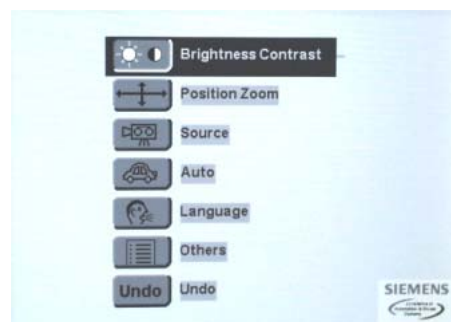 Brightness Contrast
Position Zoom
Source
Auto
Language
Others
Undo Undo
SIEMENS